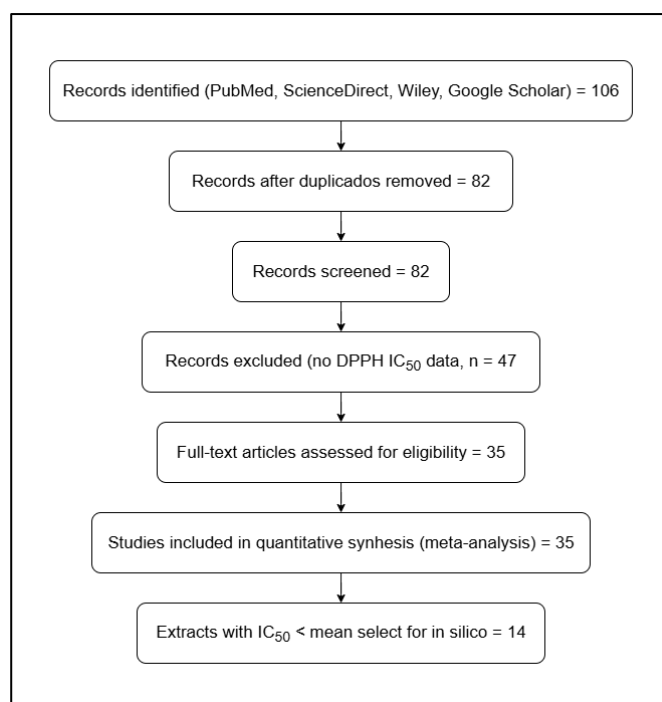 Records identified (PubMed, ScienceDirect, Wiley, Google Scholar) = 106
Records after duplicados removed = 82
Records screened = 82
Records excluded (no DPPH IC₅₀ data, n = 47
Full-text articles assessed for eligibility = 35
Studies included in quantitative synhesis (meta-analysis) = 35
Extracts with IC₅₀ < mean select for in silico = 14